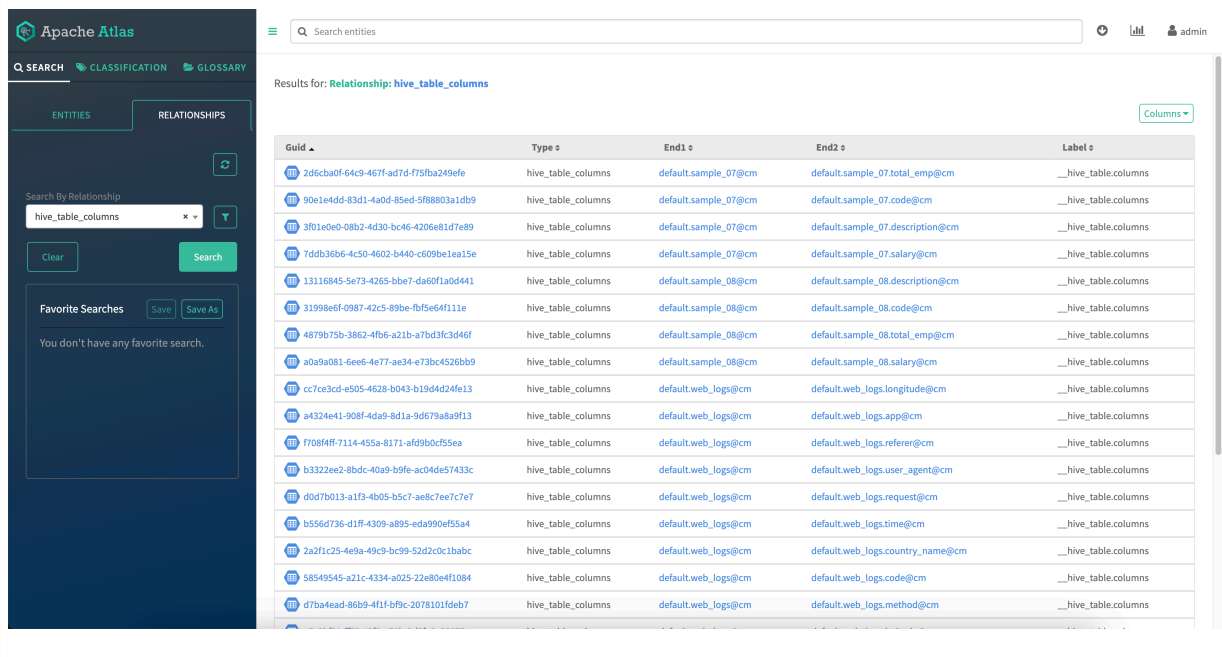 Apache Atlas
Search entities
admin
SEARCH CLASSIFICATION GLOSSARY
ENTITIES RELATIONSHIPS
Search By Relationship
hive_table_columns ×
Clear Search
Favorite Searches Save Save As
You don't have any favorite search.
Results for: Relationship: hive_table_columns
Columns
Guid Type End1 End2 Label
2d6cba0f-64c9-467f-ad7d-f75fba249efe hive_table_columns default.sample_07@cm default.sample_07.total_emp@cm __hive_table.columns
90e1e4dd-83d1-4a0d-85ed-5f88803a1db9 hive_table_columns default.sample_07@cm default.sample_07.code@cm __hive_table.columns
3f01e0e0-08b2-4d30-bc46-4206e81d7e89 hive_table_columns default.sample_07@cm default.sample_07.description@cm __hive_table.columns
7ddb36b6-4c50-4602-b440-c609be1ea15e hive_table_columns default.sample_07@cm default.sample_07.salary@cm __hive_table.columns
13116845-5e73-4265-bbe7-da60f1a0d441 hive_table_columns default.sample_08@cm default.sample_08.description@cm __hive_table.columns
31998e6f-0987-42c5-89be-fbf5e64f111e hive_table_columns default.sample_08@cm default.sample_08.code@cm __hive_table.columns
4879b75b-3862-4fb6-a21b-a7bd3fc3d46f hive_table_columns default.sample_08@cm default.sample_08.total_emp@cm __hive_table.columns
a0a9a081-6ee6-4e77-ae34-e73bc4526bb9 hive_table_columns default.sample_08@cm default.sample_08.salary@cm __hive_table.columns
cc7ce3cd-e505-4628-b043-b19d4d24fe13 hive_table_columns default.web_logs@cm default.web_logs.longitude@cm __hive_table.columns
a4324e41-908f-4da9-8d1a-9d679a8a9f13 hive_table_columns default.web_logs@cm default.web_logs.app@cm __hive_table.columns
f708f4ff-7114-455a-8171-afd9b0cf55ea hive_table_columns default.web_logs@cm default.web_logs.referer@cm __hive_table.columns
b3322ee2-8bdc-40a9-b9fe-ac04de57433c hive_table_columns default.web_logs@cm default.web_logs.user_agent@cm __hive_table.columns
d0d7b013-a1f3-4b05-b5c7-ae8c7ee7c7e7 hive_table_columns default.web_logs@cm default.web_logs.request@cm __hive_table.columns
b556d736-d1ff-4309-a895-eda990ef55a4 hive_table_columns default.web_logs@cm default.web_logs.time@cm __hive_table.columns
2a2f1c25-4e9a-49c9-bc99-52d2c0c1babc hive_table_columns default.web_logs@cm default.web_logs.country_name@cm __hive_table.columns
58549545-a21c-4334-a025-22e80e4f1084 hive_table_columns default.web_logs@cm default.web_logs.code@cm __hive_table.columns
d7ba4ead-86b9-4f1f-bf9c-2078101fdeb7 hive_table_columns default.web_logs@cm default.web_logs.method@cm __hive_table.columns